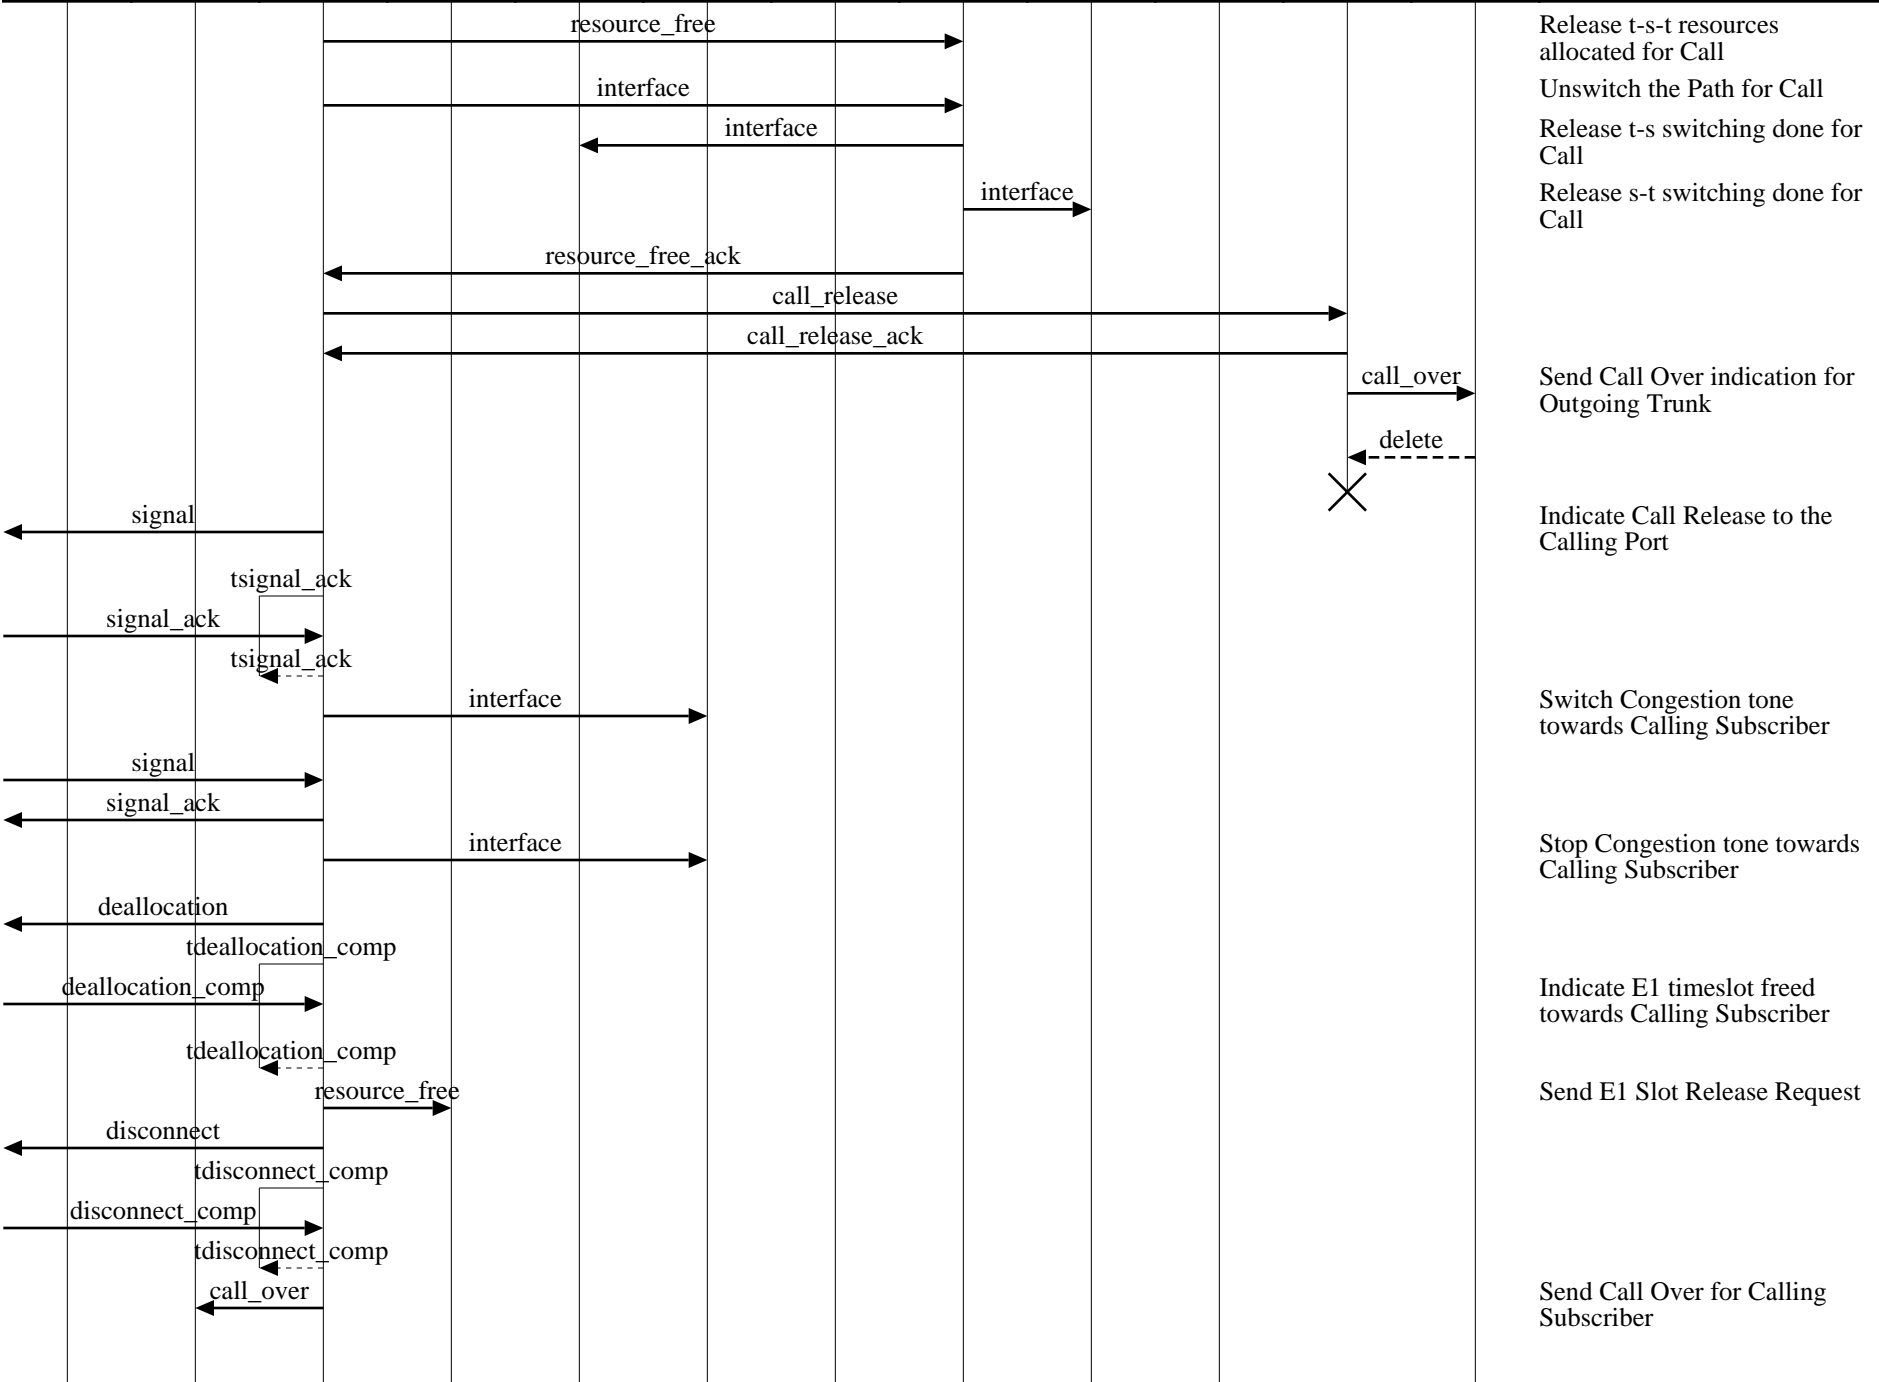 resource_free
Release t-s-t resources
allocated for Call
interface
Unswitch the Path for Call
interface
Release t-s switching done for
Call
interface
Release s-t switching done for
Call
resource_free_ack
call_release
call_release_ack
call_over
Send Call Over indication for
Outgoing Trunk
delete
signal
Indicate Call Release to the
Calling Port
tsignal_ack
signal_ack
tsignal_ack
interface
Switch Congestion tone
towards Calling Subscriber
signal
signal_ack
interface
Stop Congestion tone towards
Calling Subscriber
deallocation
tdeallocation_comp
deallocation_comp
Indicate E1 timeslot freed
towards Calling Subscriber
tdeallocation_comp
resource_free
Send E1 Slot Release Request
disconnect
tdisconnect_comp
disconnect_comp
tdisconnect_comp
call_over
Send Call Over for Calling
Subscriber